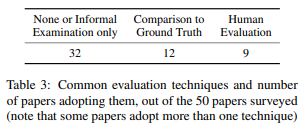 None or Informal Comparison to Human
Examination only Ground Truth Evaluation
32 12 9
Table 3: Common evaluation techniques and number
of papers adopting them, out of the 50 papers surveyed
(note that some papers adopt more than one technique)